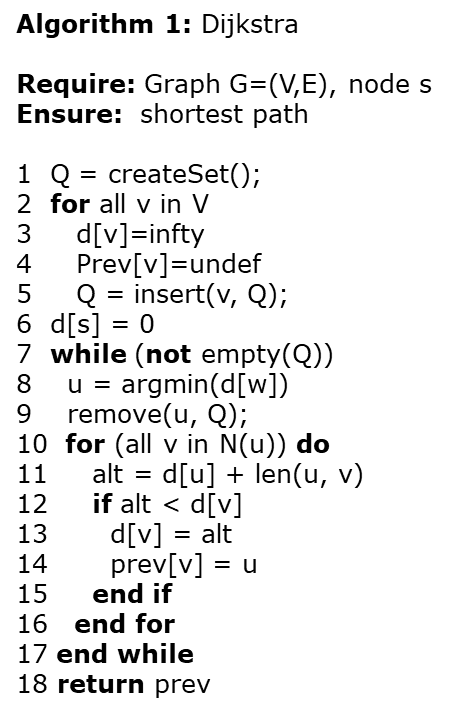 Algorithm 1: Dijkstra
Require: Graph G=(V,E), node s
Ensure: shortest path
1 Q = createSet();
2 for all v in V
3 d[v]=infty
4 Prev[v]=undef
5 Q = insert(v, Q);
6 d[s] = 0
7 while (not empty(Q))
8 u = argmin(d[w])
9 remove(u, Q);
10 for (all v in N(u)) do
11 alt = d[u] + len(u, v)
12 if alt < d[v]
13 d[v] = alt
14 prev[v] = u
15 end if
16 end for
17 end while
18 return prev